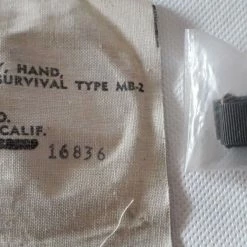 HAND,
SURVIVAL TYPE MB-2
D.
CALIF.
16836